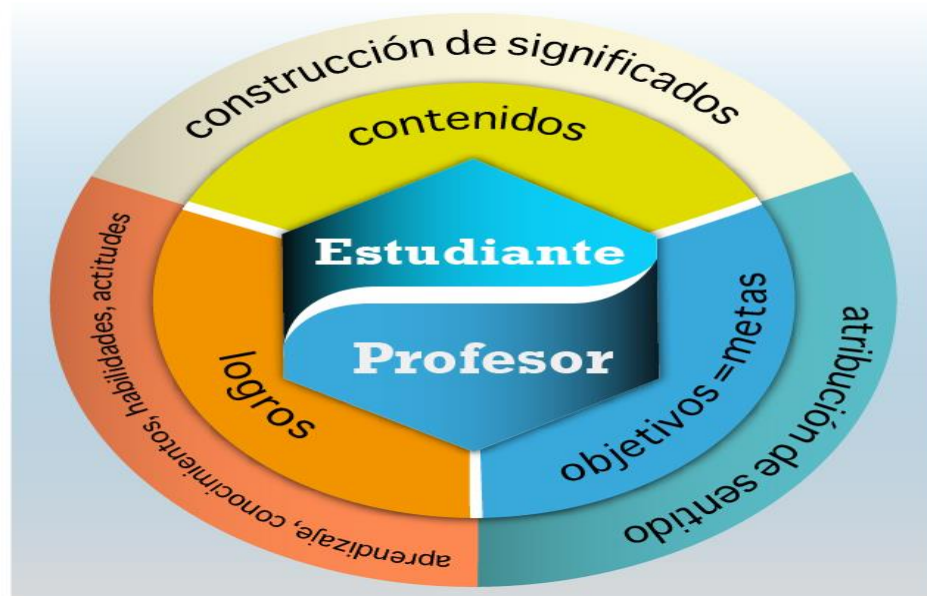 construcción de significados
contenidos
Estudiante
Profesor
logros
objetivos =metas
aprendizaje, conocimientos, habilidades, actitudes
atribución de sentido